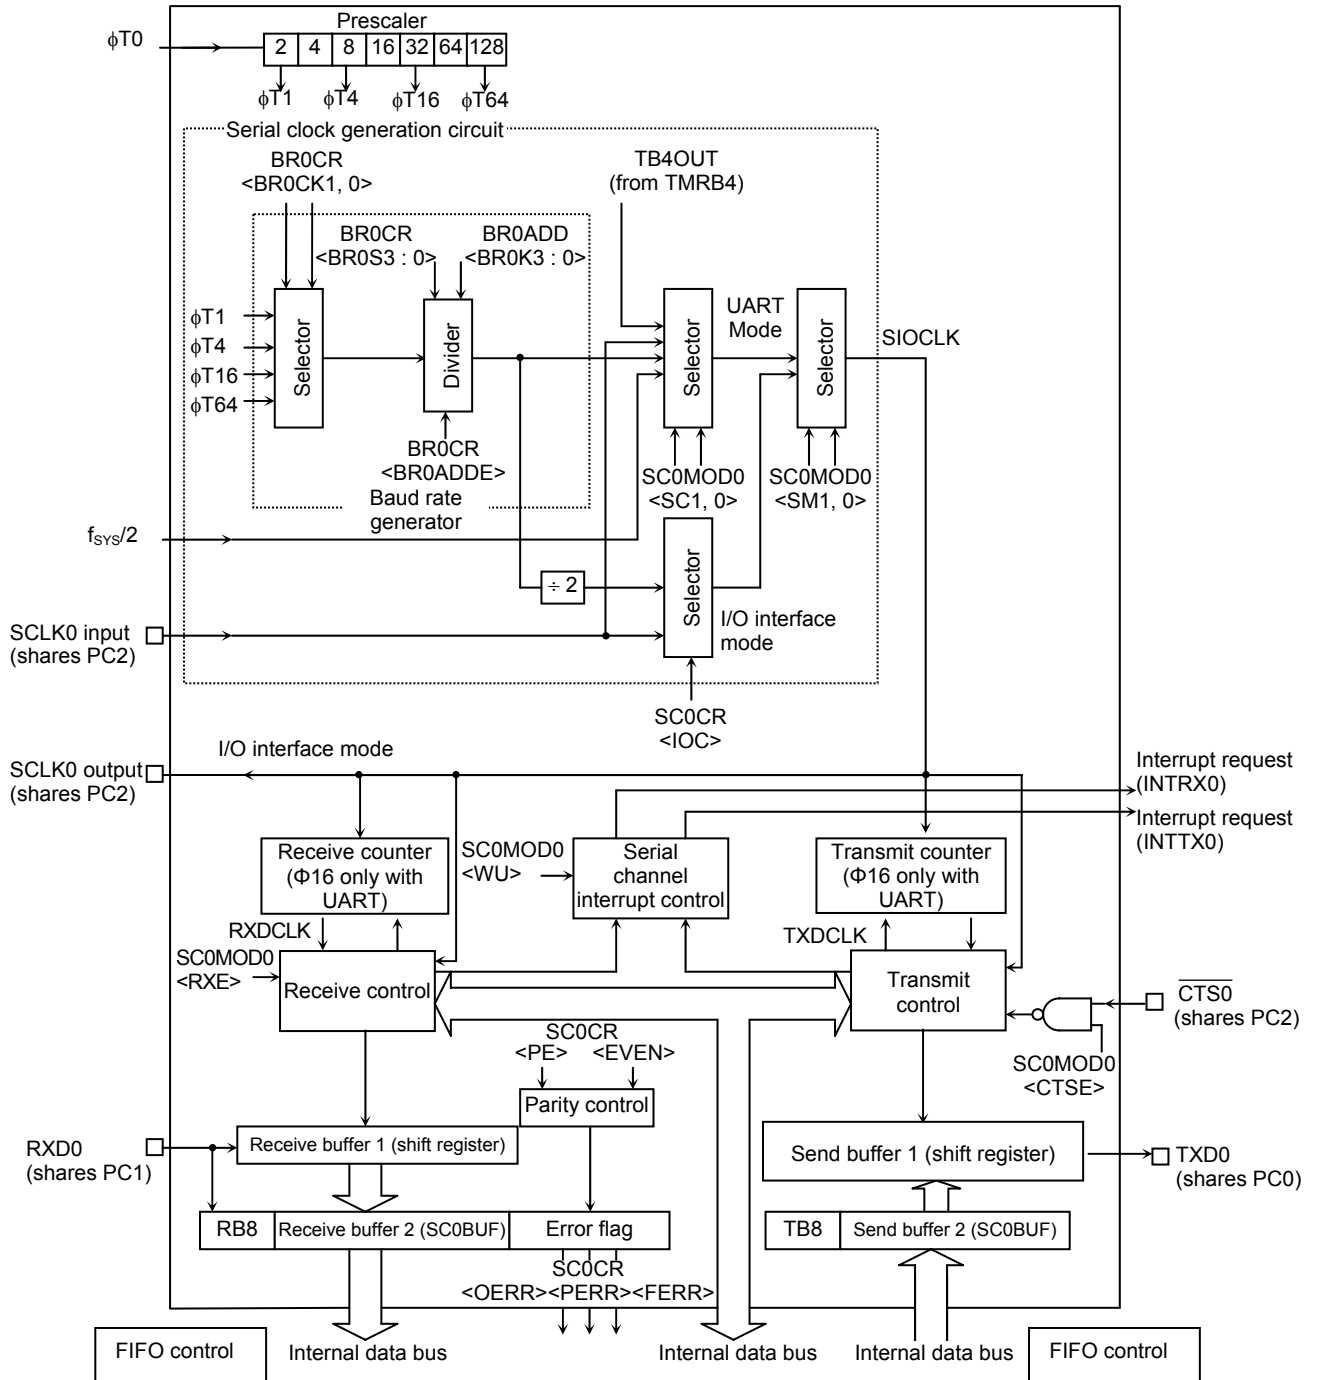 Prescaler
ϕT0
2 4 8 16 32 64 128
ϕT1 ϕT4 ϕT16 ϕT64
Serial clock generation circuit
BR0CR
<BR0CK1, 0>
TB4OUT
(from TMRB4)
BR0CR
<BR0S3 : 0>
BR0ADD
<BR0K3 : 0>
ϕT1
ϕT4
ϕT16
ϕT64
Selector
Divider
Selector
UART
Mode
Selector
SIOCLK
BR0CR
<BR0ADDE>
Baud rate
generator
SC0MOD0
<SC1, 0>
SC0MOD0
<SM1, 0>
fSYS/2
÷ 2
Selector
I/O interface
mode
SCLK0 input
(shares PC2)
SC0CR
<IOC>
I/O interface mode
SCLK0 output
(shares PC2)
Interrupt request
(INTRX0)
Interrupt request
(INTTX0)
Receive counter
(Φ16 only with
UART)
SC0MOD0
<WU>
Serial
channel
interrupt control
Transmit counter
(Φ16 only with
UART)
RXDCLK
TXDCLK
SC0MOD0
<RXE>
Receive control
Transmit
control
CTS0
(shares PC2)
SC0MOD0
<CTSE>
SC0CR
<PE> <EVEN>
Parity control
RXD0
(shares PC1)
Receive buffer 1 (shift register)
Send buffer 1 (shift register)
TXD0
(shares PC0)
RB8
Receive buffer 2 (SC0BUF)
Error flag
TB8
Send buffer 2 (SC0BUF)
SC0CR
<OERR><PERR><FERR>
FIFO control
Internal data bus
Internal data bus
Internal data bus
FIFO control